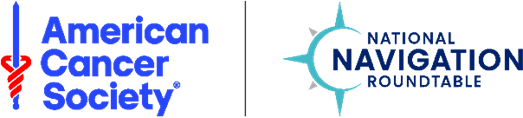 American
Cancer
Society®
NATIONAL
NAVIGATION
ROUNDTABLE